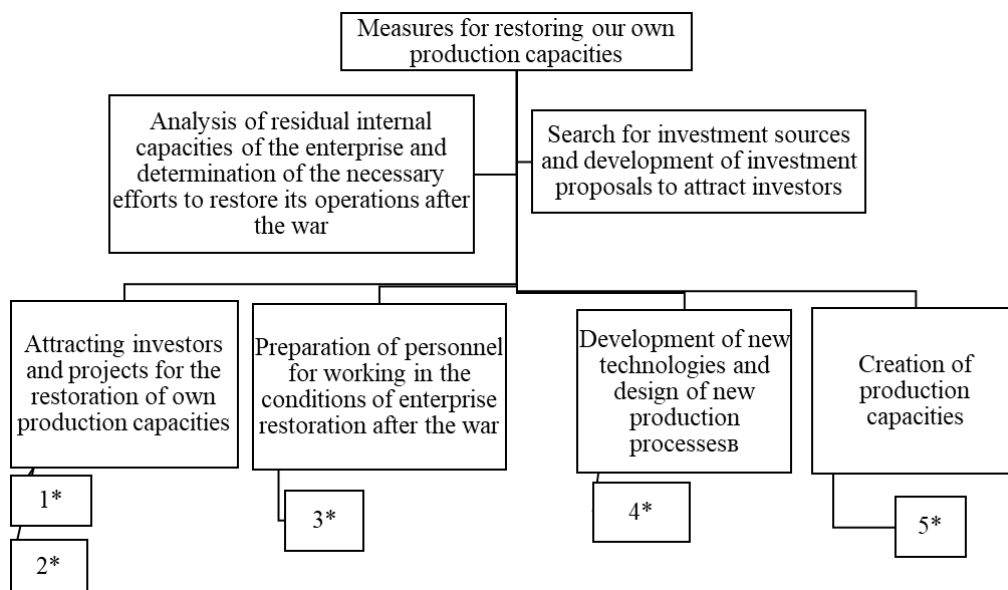 Measures for restoring our own
production capacities
Analysis of residual internal
capacities of the enterprise and
determination of the necessary
efforts to restore its operations after
the war
Search for investment sources
and development of investment
proposals to attract investors
Attracting investors
and projects for the
restoration of own
production capacities
Preparation of personnel
for working in the
conditions of enterprise
restoration after the war
Development of new
technologies and
design of new
production
processesв
Creation of
production
capacities
1*
2*
3*
4*
5*